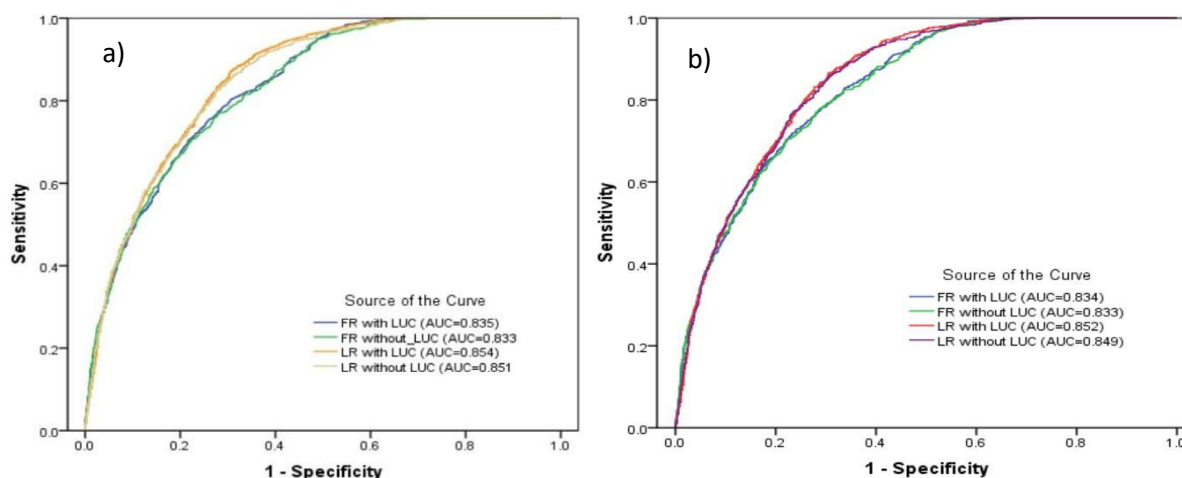 a)
1.0
0.8
0.6
0.4
0.2
0.0
Sensitivity
Source of the Curve
FR with LUC (AUC=0.835)
FR without_LUC (AUC=0.833
LR with LUC (AUC=0.854)
LR without LUC (AUC=0.851
0.0 0.2 0.4 0.6 0.8 1.0
1 - Specificity
b)
1.0
0.8
0.6
0.4
0.2
0.0
Sensitivity
Source of the Curve
FR with LUC (AUC=0.834)
FR without LUC (AUC=0.833)
LR with LUC (AUC=0.852)
LR without LUC (AUC=0.849)
0.0 0.2 0.4 0.6 0.8 1.0
1 - Specificity